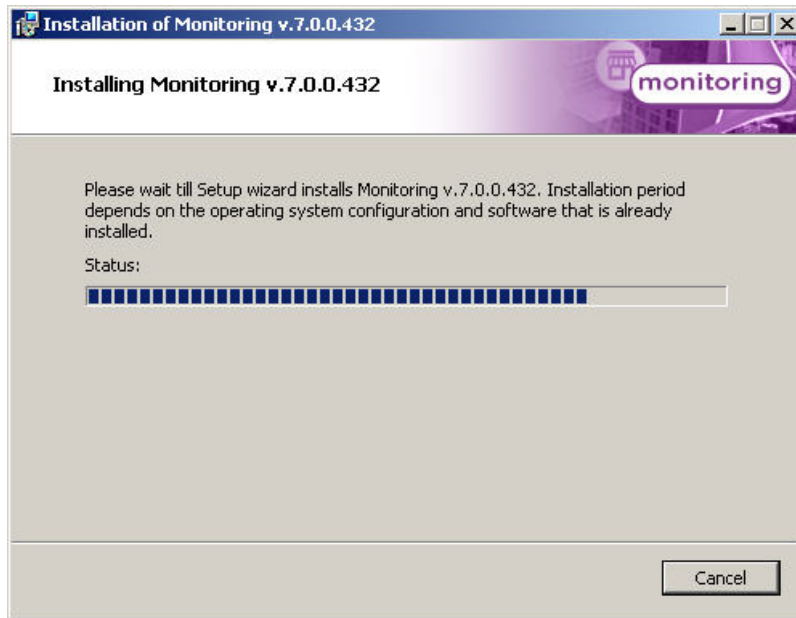 Installation of Monitoring v.7.0.0.432
Installing Monitoring v.7.0.0.432
monitoring
Please wait till Setup wizard installs Monitoring v.7.0.0.432. Installation period
depends on the operating system configuration and software that is already
installed.
Status:
Cancel